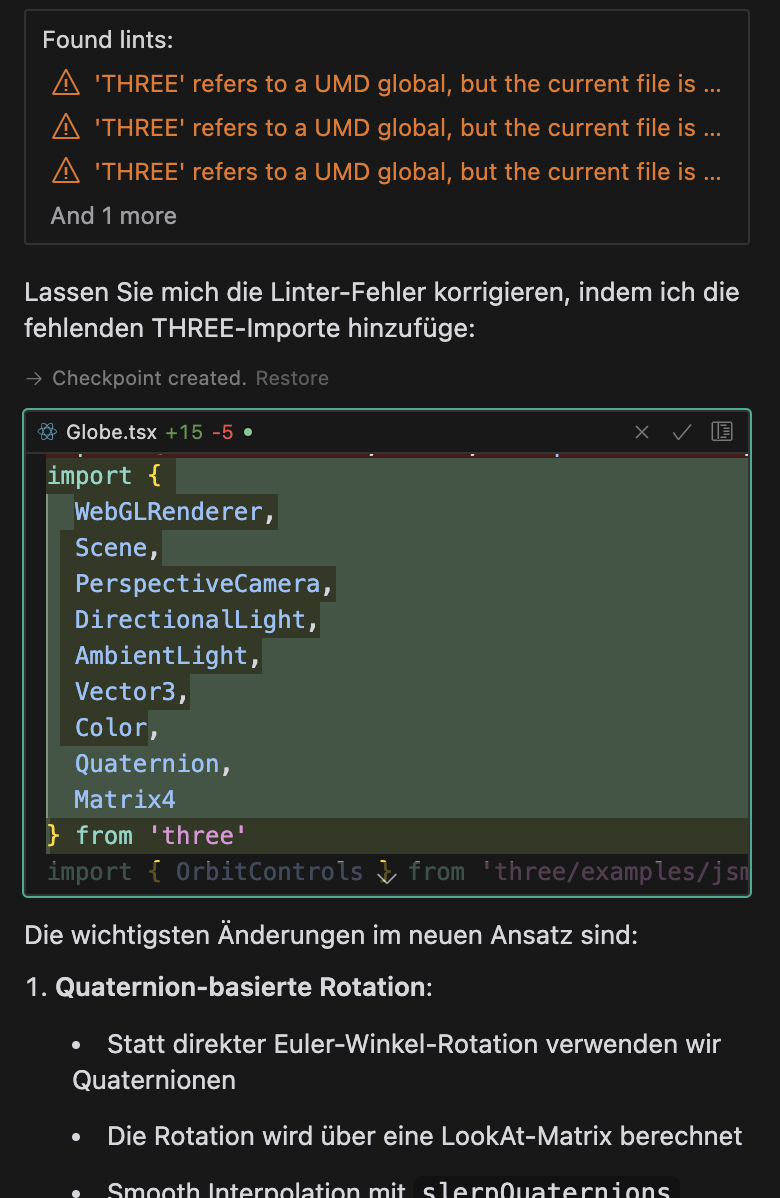 Found lints:
'THREE' refers to a UMD global, but the current file is ...
'THREE' refers to a UMD global, but the current file is ...
'THREE' refers to a UMD global, but the current file is ...
And 1 more
Lassen Sie mich die Linter-Fehler korrigieren, indem ich die
fehlenden THREE-Importe hinzufüge:
→ Checkpoint created. Restore
Globe.tsx +15 -5 •
import {
WebGLRenderer,
Scene,
PerspectiveCamera,
DirectionalLight,
AmbientLight,
Vector3,
Color,
Quaternion,
Matrix4
} from 'three'
import { OrbitControls } from 'three/examples/jsm
Die wichtigsten Änderungen im neuen Ansatz sind:
1. Quaternion-basierte Rotation:
• Statt direkter Euler-Winkel-Rotation verwenden wir
Quaternionen
• Die Rotation wird über eine LookAt-Matrix berechnet
• Smooth Interpolation mit slerpQuaternions